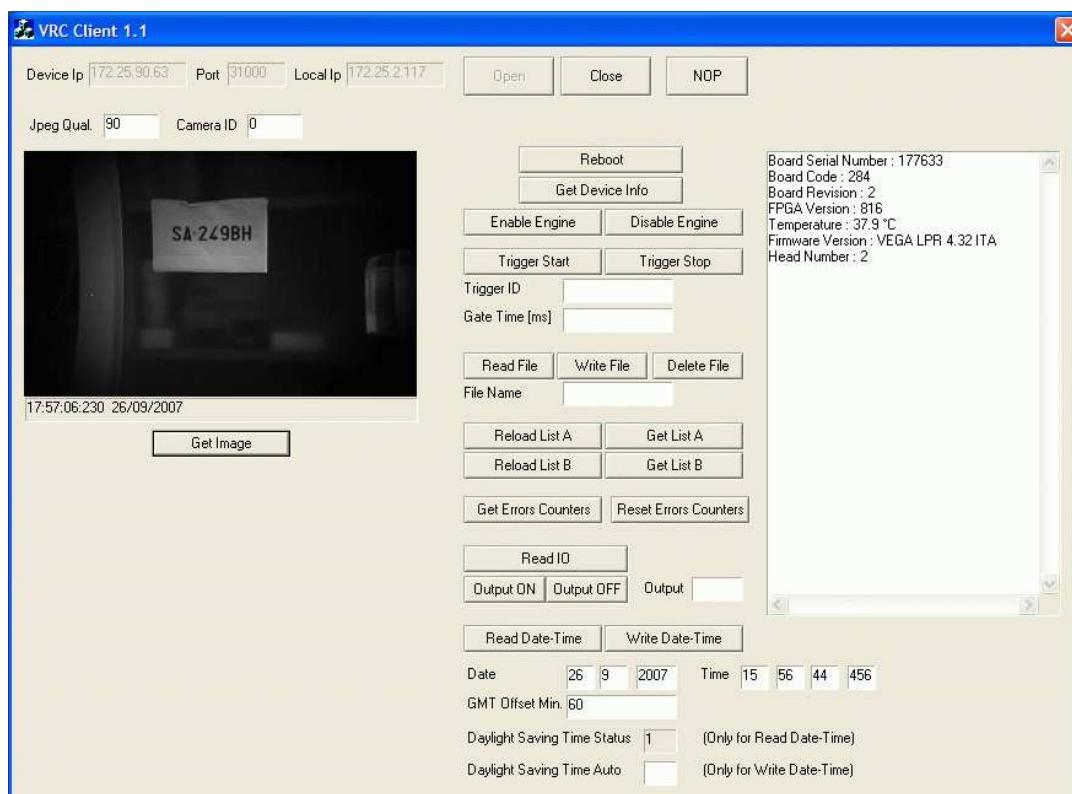 VRC Client 1.1
Device Ip 172.25.90.63 Port 31000 Local Ip 172.25.2.117 Open Close NOP
Jpeg Qual. 90 Camera ID 0
SA·249BH
17:57:06:230 26/09/2007
Get Image
Reboot
Get Device Info
Enable Engine Disable Engine
Trigger Start Trigger Stop
Trigger ID
Gate Time [ms]
Read File Write File Delete File
File Name
Reload List A Get List A
Reload List B Get List B
Get Errors Counters Reset Errors Counters
Read IO
Output ON Output OFF Output
Read Date-Time Write Date-Time
Date 26 9 2007 Time 15 56 44 456
GMT Offset Min. 60
Daylight Saving Time Status 1 (Only for Read Date-Time)
Daylight Saving Time Auto (Only for Write Date-Time)
Board Serial Number : 177633
Board Code : 284
Board Revision : 2
FPGA Version : 816
Temperature : 37.9 °C
Firmware Version : VEGA LPR 4.32 ITA
Head Number : 2